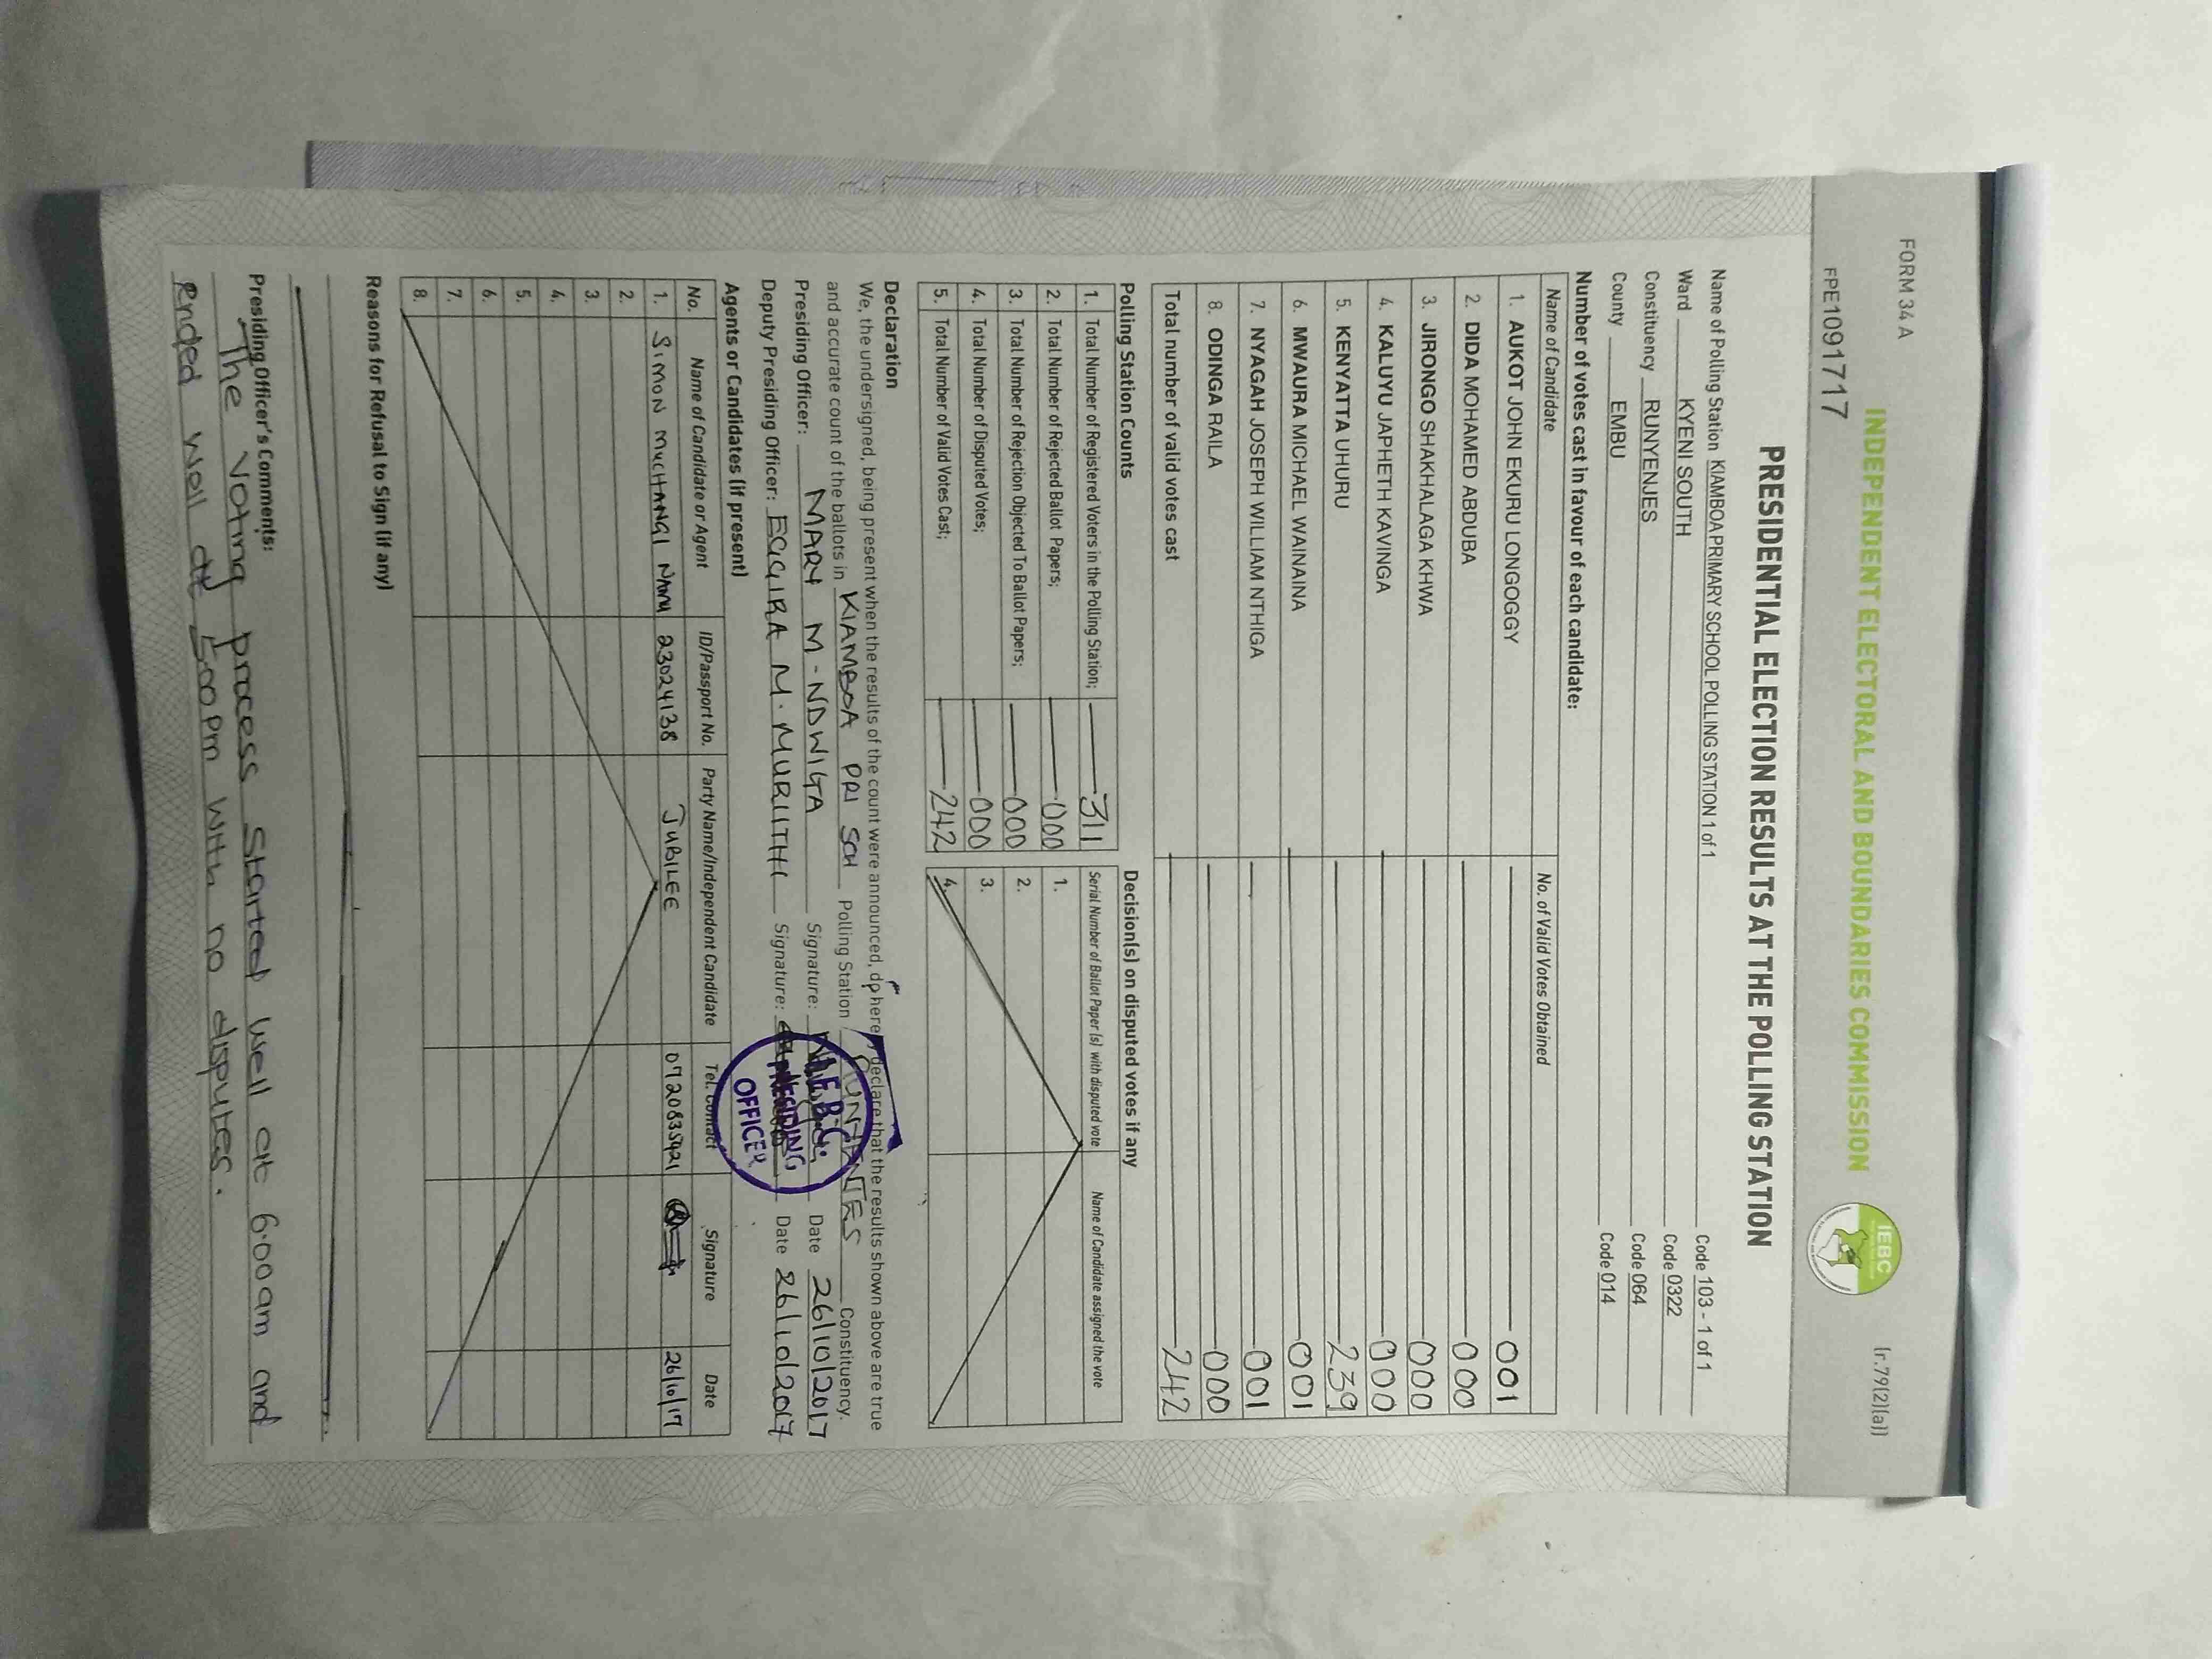 FORM 34 A
(r.79(2)(a))
INDEPENDENT ELECTORAL AND BOUNDARIES COMMISSION
IEBC
FPE1091717
PRESIDENTIAL ELECTION RESULTS AT THE POLLING STATION
Name of Polling Station KIAMBOA PRIMARY SCHOOL POLLING STATION 1 of 1 Code 103 - 1 of 1
Ward KYENI SOUTH Code 0322
Constituency RUNYENJES Code 064
County EMBU Code 014
Number of votes cast in favour of each candidate:
Name of Candidate No. of Valid Votes Obtained
1. AUKOT JOHN EKURU LONGOGGY 001
2. DIDA MOHAMED ABDUBA 000
3. JIRONGO SHAKHALAGA KHWA 000
4. KALUYU JAPHETH KAVINGA 000
5. KENYATTA UHURU 239
6. MWAURA MICHAEL WAINAINA 001
7. NYAGAH JOSEPH WILLIAM NTHIGA 001
8. ODINGA RAILA 000
Total number of valid votes cast 242
Polling Station Counts
1. Total Number of Registered Voters in the Polling Station; 311
2. Total Number of Rejected Ballot Papers; 000
3. Total Number of Rejection Objected To Ballot Papers; 000
4. Total Number of Disputed Votes; 000
5. Total Number of Valid Votes Cast; 242
Decision(s) on disputed votes if any
Serial Number of Ballot Paper (s) with disputed vote Name of Candidate assigned the vote
1.
2.
3.
4.
Declaration
We, the undersigned, being present when the results of the count were announced, do hereby declare that the results shown above are true
and accurate count of the ballots in KIAMBOA PRI SCH Polling Station Constituency.
Presiding Officer: MARY M. NDWIGA Signature: Date 26/10/2017
Deputy Presiding Officer: M. MURIITHI Signature: Date 26/10/2017
I.E.B.C.
PRESIDING
OFFICER
Agents or Candidates (if present)
No. Name of Candidate or Agent ID/Passport No. Party Name/Independent Candidate Tel. Contact Signature Date
1. SIMON MUCHANGI 23024138 JUBILEE 0720835921 26/10/17
2.
3.
4.
5.
6.
7.
8.
Reasons for Refusal to Sign (if any)
Presiding Officer's Comments:
The voting process started well at 6:00am and
ended well at 5:00pm with no disputes.